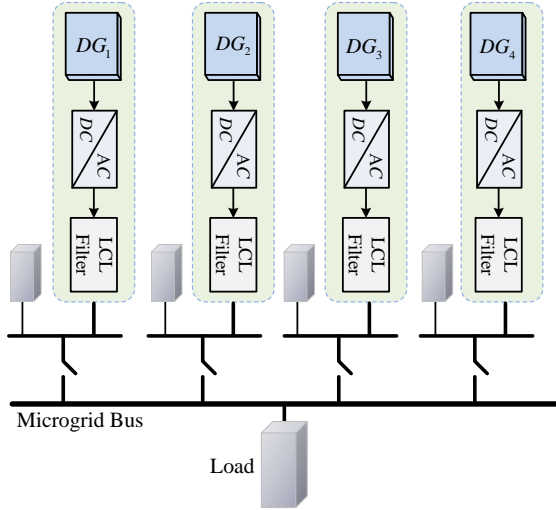 DG1
DG2
DG3
DG4
DC
AC
DC
AC
DC
AC
DC
AC
LCL
Filter
LCL
Filter
LCL
Filter
LCL
Filter
Microgrid Bus
Load